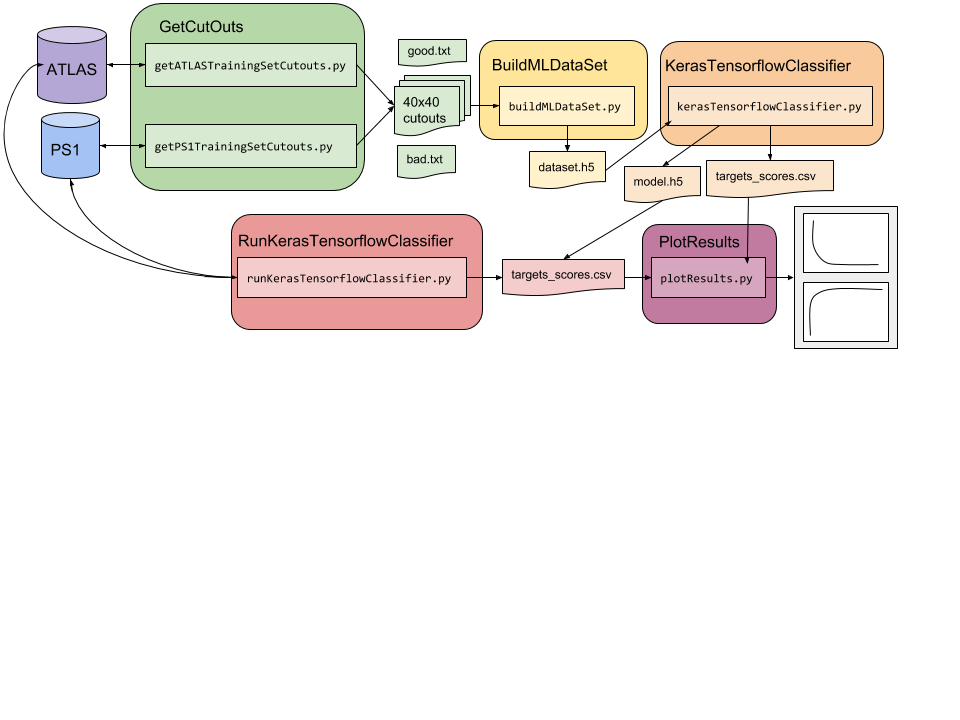 GetCutOuts
ATLAS
getATLASTrainingSetCutouts.py
PS1
getPS1TrainingSetCutouts.py
good.txt
40x40
cutouts
bad.txt
BuildMLDataSet
buildMLDataSet.py
dataset.h5
KerasTensorflowClassifier
kerasTensorflowClassifier.py
model.h5
targets_scores.csv
RunKerasTensorflowClassifier
runKerasTensorflowClassifier.py
targets_scores.csv
PlotResults
plotResults.py